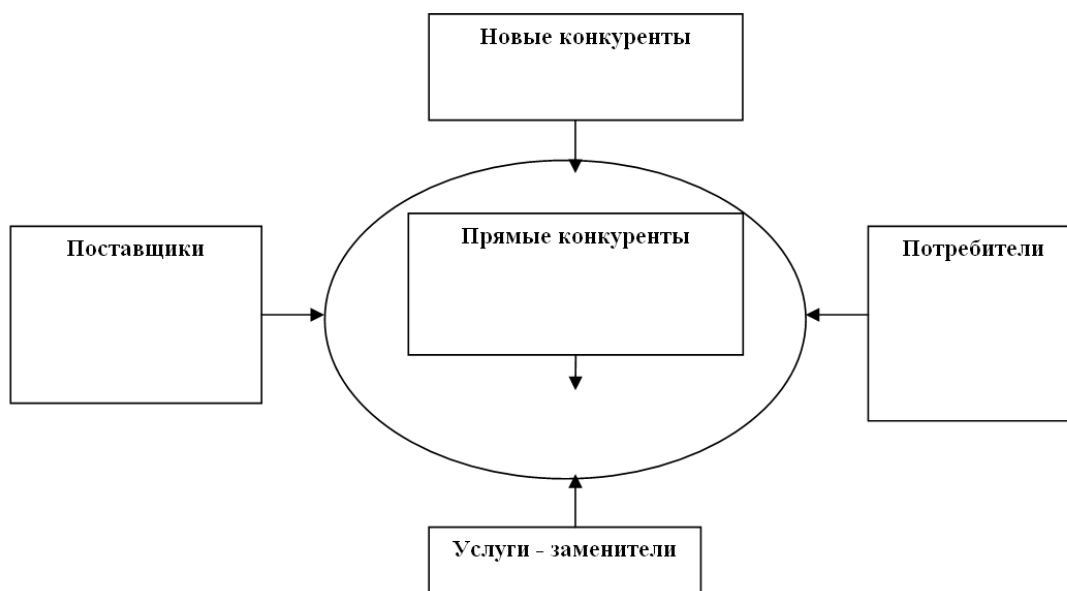 Новые конкуренты
Поставщики
Прямые конкуренты
Потребители
Услуги - заменители